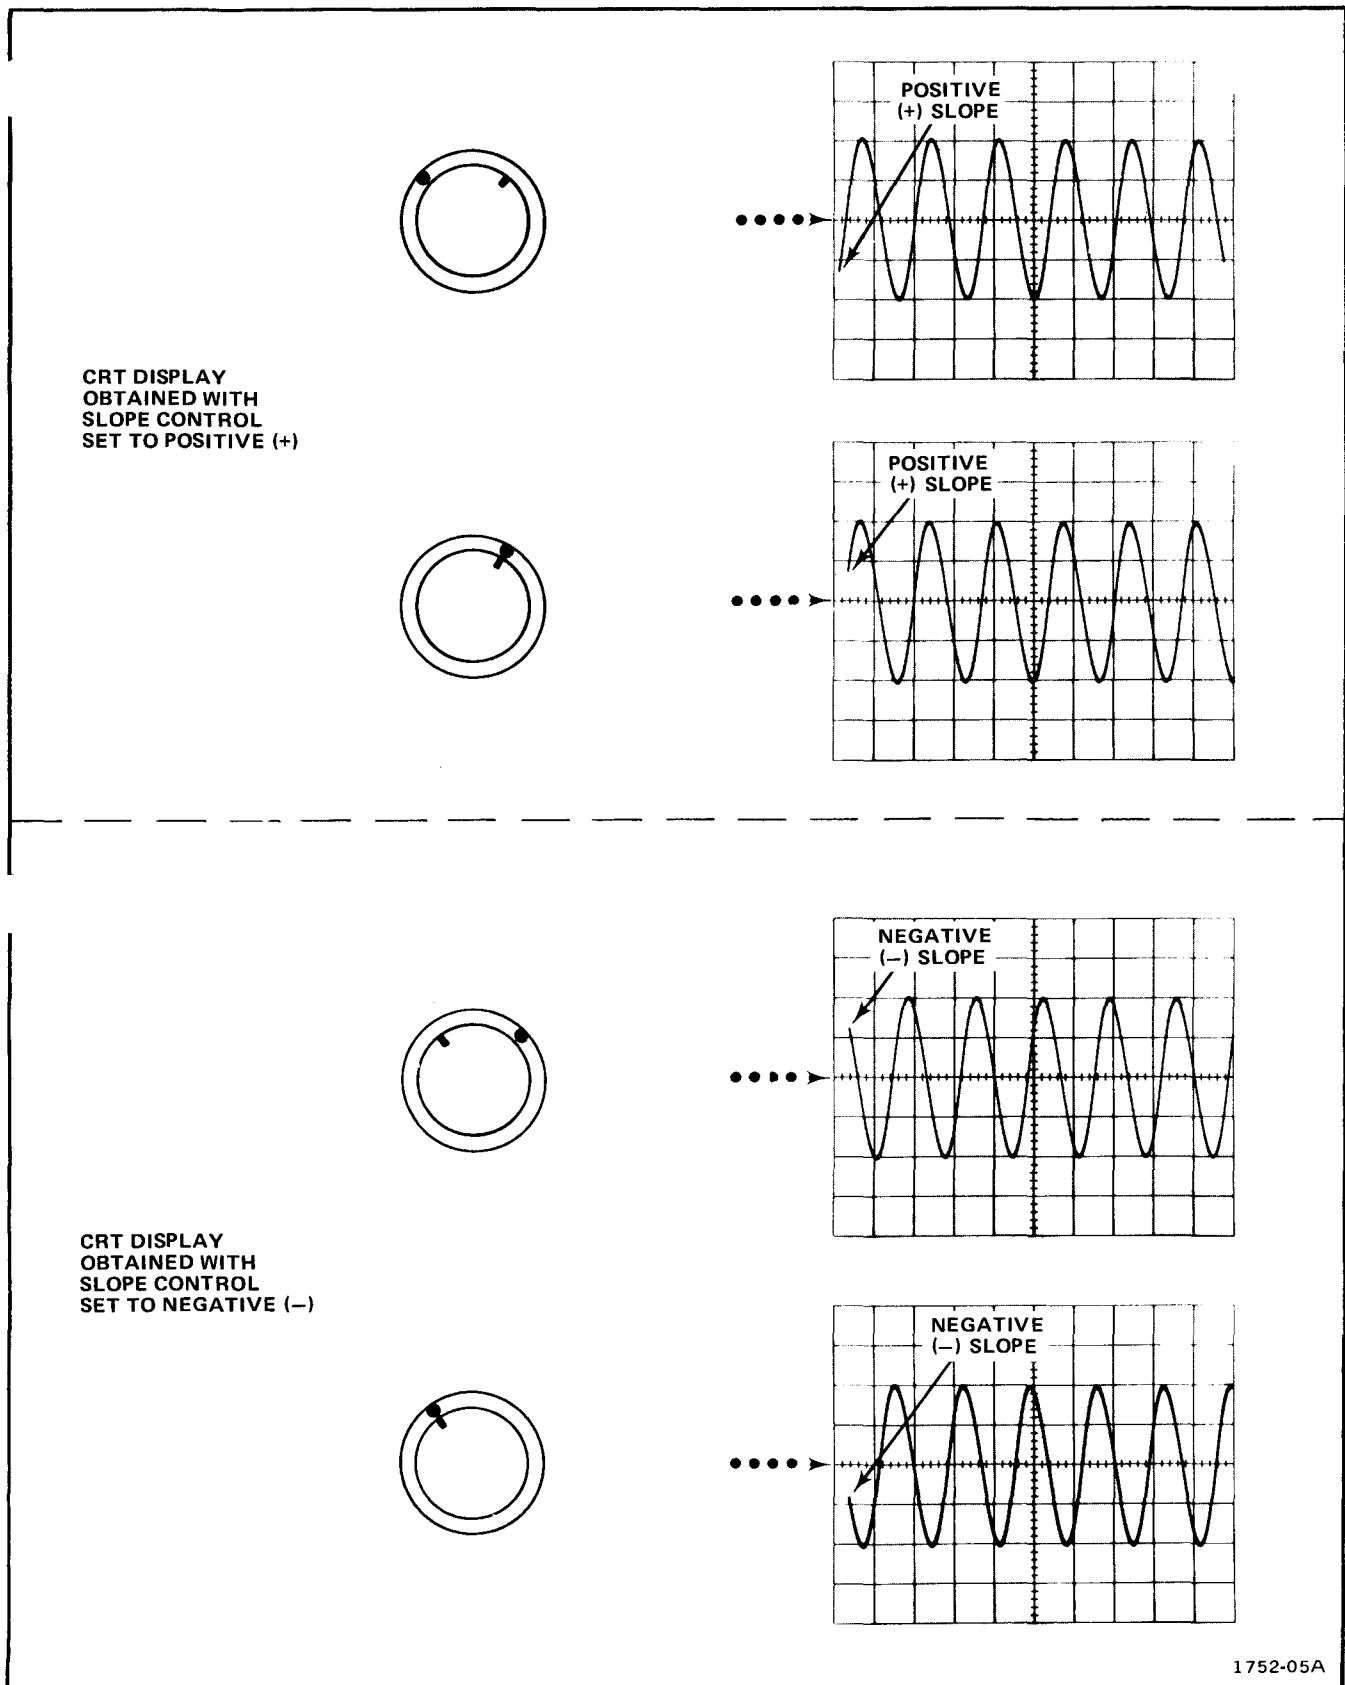 POSITIVE
(+) SLOPE
CRT DISPLAY
OBTAINED WITH
SLOPE CONTROL
SET TO POSITIVE (+)
POSITIVE
(+) SLOPE
NEGATIVE
(−) SLOPE
CRT DISPLAY
OBTAINED WITH
SLOPE CONTROL
SET TO NEGATIVE (−)
NEGATIVE
(−) SLOPE
1752-05A